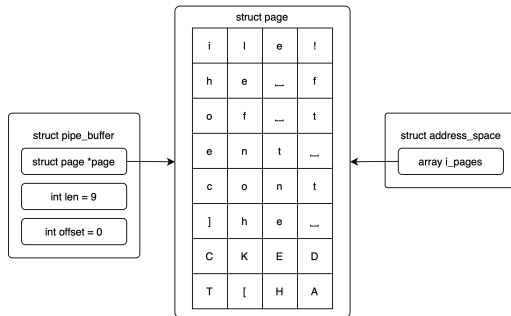 struct page
i l e !
h e ⎵ f
o f ⎵ t
e n t ⎵
c o n t
] h e ⎵
C K E D
T [ H A
struct pipe_buffer
struct page *page
int len = 9
int offset = 0
struct address_space
array i_pages